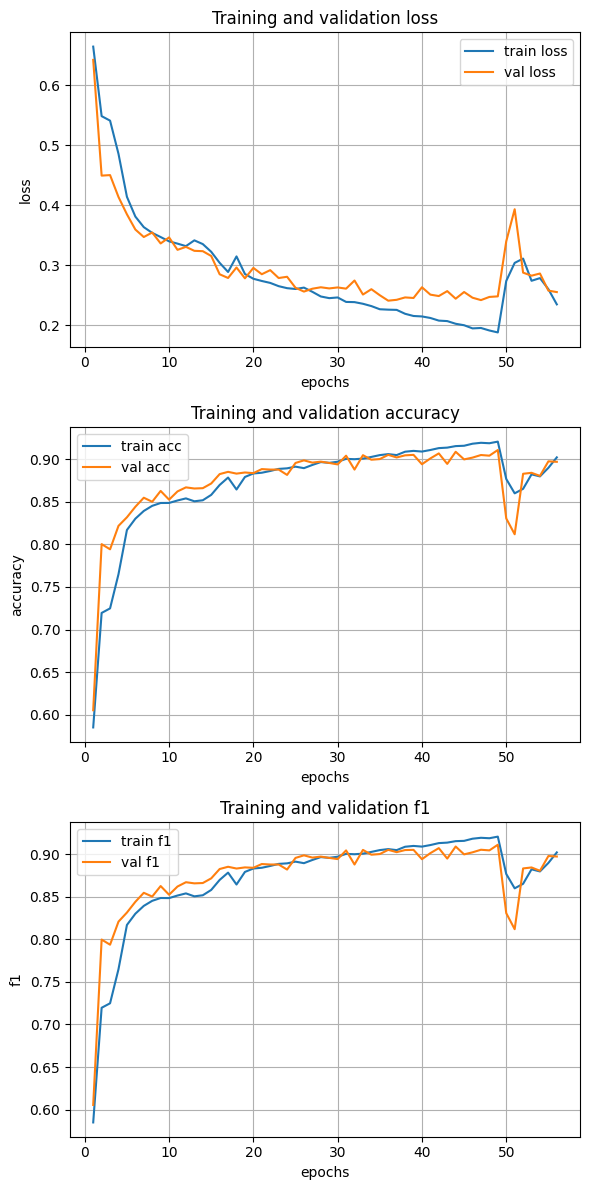 Training and validation loss
train loss
val loss
0.6
0.5
0.4
0.3
0.2
loss
0
10
20
30
40
50
epochs
Training and validation accuracy
train acc
val acc
0.90
0.85
0.80
0.75
0.70
0.65
0.60
accuracy
0
10
20
30
40
50
epochs
Training and validation f1
train f1
val f1
0.90
0.85
0.80
0.75
0.70
0.65
0.60
f1
0
10
20
30
40
50
epochs